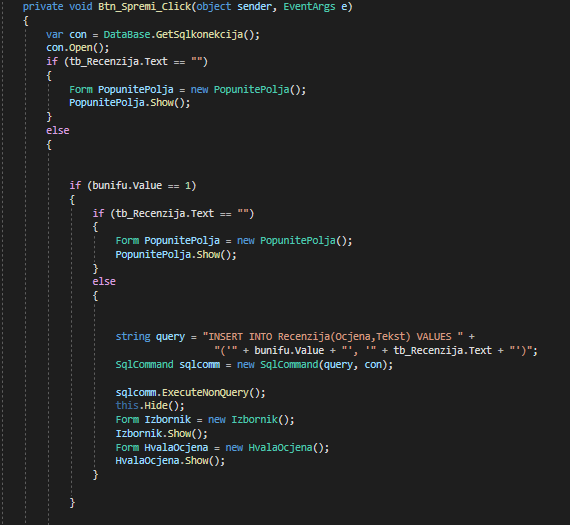 private void Btn_Spremi_Click(object sender, EventArgs e)
{
var con = DataBase.GetSqlkonekcija();
con.Open();
if (tb_Recenzija.Text == "")
{
Form PopunitePolja = new PopunitePolja();
PopunitePolja.Show();
}
else
{
if (bunifu.Value == 1)
{
if (tb_Recenzija.Text == "")
{
Form PopunitePolja = new PopunitePolja();
PopunitePolja.Show();
}
else
{
string query = "INSERT INTO Recenzija(Ocjena,Tekst) VALUES " +
"('" + bunifu.Value + "', '" + tb_Recenzija.Text + "')";
SqlCommand sqlcomm = new SqlCommand(query, con);
sqlcomm.ExecuteNonQuery();
this.Hide();
Form Izbornik = new Izbornik();
Izbornik.Show();
Form HvalaOcjena = new HvalaOcjena();
HvalaOcjena.Show();
}
}